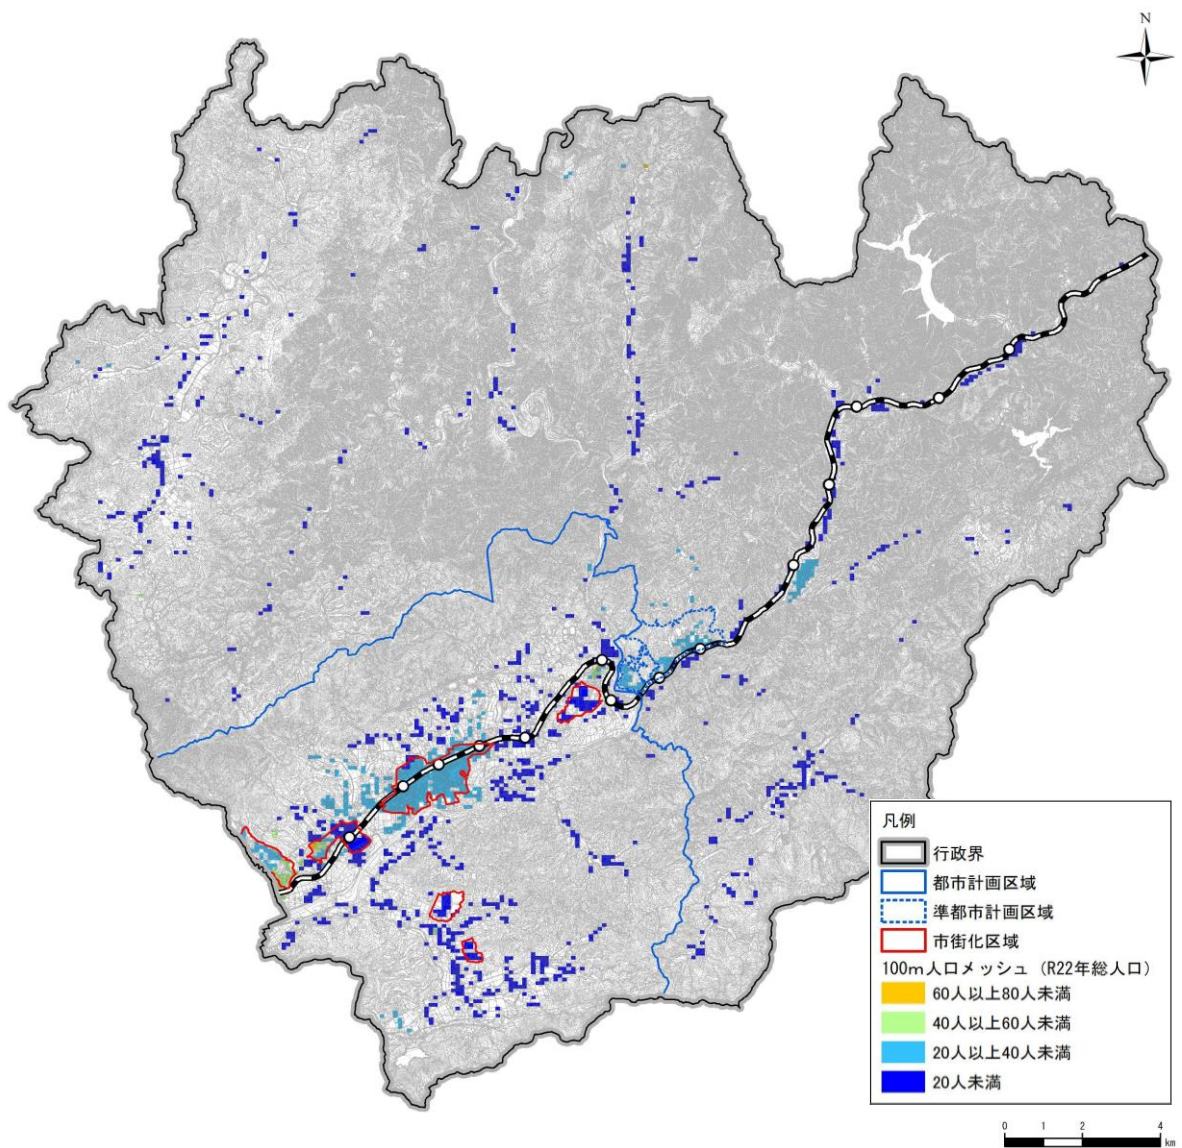 N
凡例
行政界
都市計画区域
準都市計画区域
市街化区域
100m人口メッシュ（R22年総人口）
60人以上80人未満
40人以上60人未満
20人以上40人未満
20人未満
0 1 2 4
km